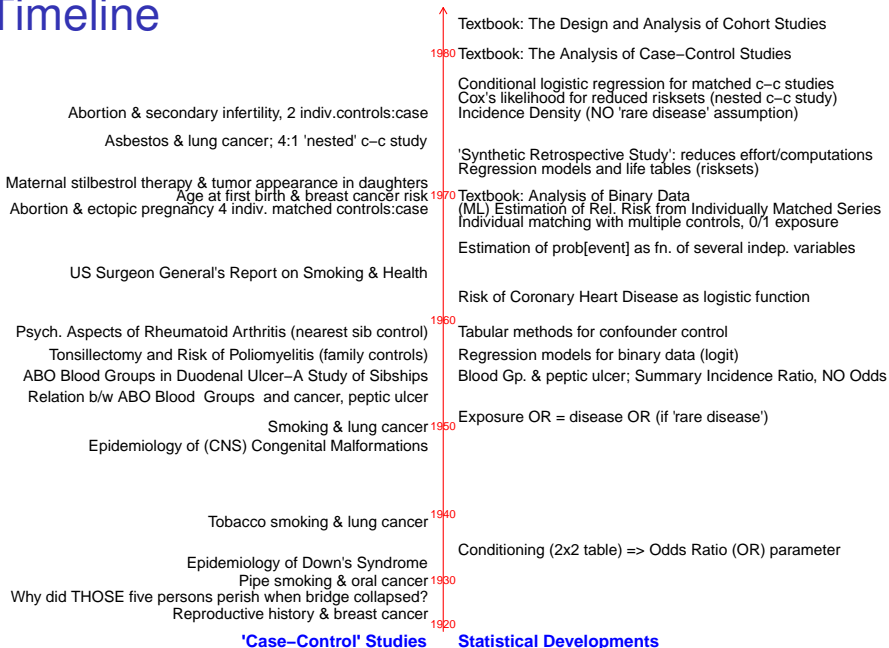 Timeline
Textbook: The Design and Analysis of Cohort Studies
1980
Textbook: The Analysis of Case−Control Studies
Conditional logistic regression for matched c−c studies
Cox's likelihood for reduced risksets (nested c−c study)
Abortion & secondary infertility, 2 indiv.controls:case
Incidence Density (NO 'rare disease' assumption)
Asbestos & lung cancer; 4:1 'nested' c−c study
'Synthetic Retrospective Study': reduces effort/computations
Regression models and life tables (risksets)
Maternal stilbestrol therapy & tumor appearance in daughters
Age at first birth & breast cancer risk
1970
Textbook: Analysis of Binary Data
Abortion & ectopic pregnancy 4 indiv. matched controls:case
(ML) Estimation of Rel. Risk from Individually Matched Series
Individual matching with multiple controls, 0/1 exposure
Estimation of prob[event] as fn. of several indep. variables
US Surgeon General's Report on Smoking & Health
Risk of Coronary Heart Disease as logistic function
1960
Psych. Aspects of Rheumatoid Arthritis (nearest sib control)
Tabular methods for confounder control
Tonsillectomy and Risk of Poliomyelitis (family controls)
Regression models for binary data (logit)
ABO Blood Groups in Duodenal Ulcer−A Study of Sibships
Blood Gp. & peptic ulcer; Summary Incidence Ratio, NO Odds
Relation b/w ABO Blood Groups and cancer, peptic ulcer
Exposure OR = disease OR (if 'rare disease')
Smoking & lung cancer
1950
Epidemiology of (CNS) Congenital Malformations
1940
Tobacco smoking & lung cancer
Conditioning (2x2 table) => Odds Ratio (OR) parameter
Epidemiology of Down's Syndrome
Pipe smoking & oral cancer
1930
Why did THOSE five persons perish when bridge collapsed?
Reproductive history & breast cancer
1920
'Case−Control' Studies
Statistical Developments